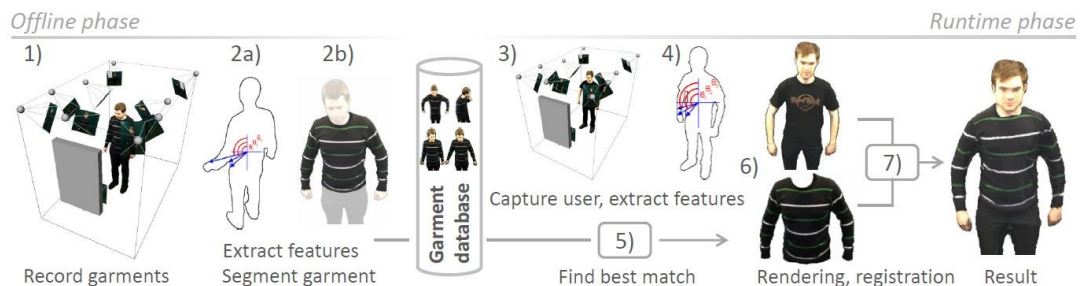 Offline phase
Runtime phase
1)
2a)
2b)
3)
4)
Garment
database
Capture user, extract features
6)
7)
5)
Extract features
Segment garment
Record garments
Find best match
Rendering, registration
Result